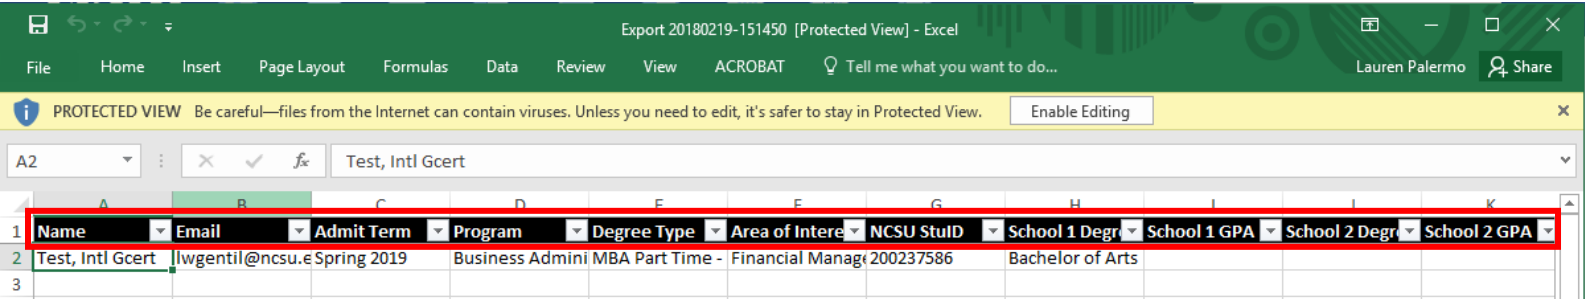 Export 20180219-151450 [Protected View] - Excel
File Home Insert Page Layout Formulas Data Review View ACROBAT Tell me what you want to do... Lauren Palermo Share
PROTECTED VIEW Be careful—files from the Internet can contain viruses. Unless you need to edit, it's safer to stay in Protected View. Enable Editing
A2 fx Test, Intl Gcert
A B C D E F G H I J K
1 Name Email Admit Term Program Degree Type Area of Intere NCSU StuID School 1 Degre School 1 GPA School 2 Degre School 2 GPA
2 Test, Intl Gcert lwgentil@ncsu.e Spring 2019 Business Admini MBA Part Time - Financial Manage 200237586 Bachelor of Arts
3